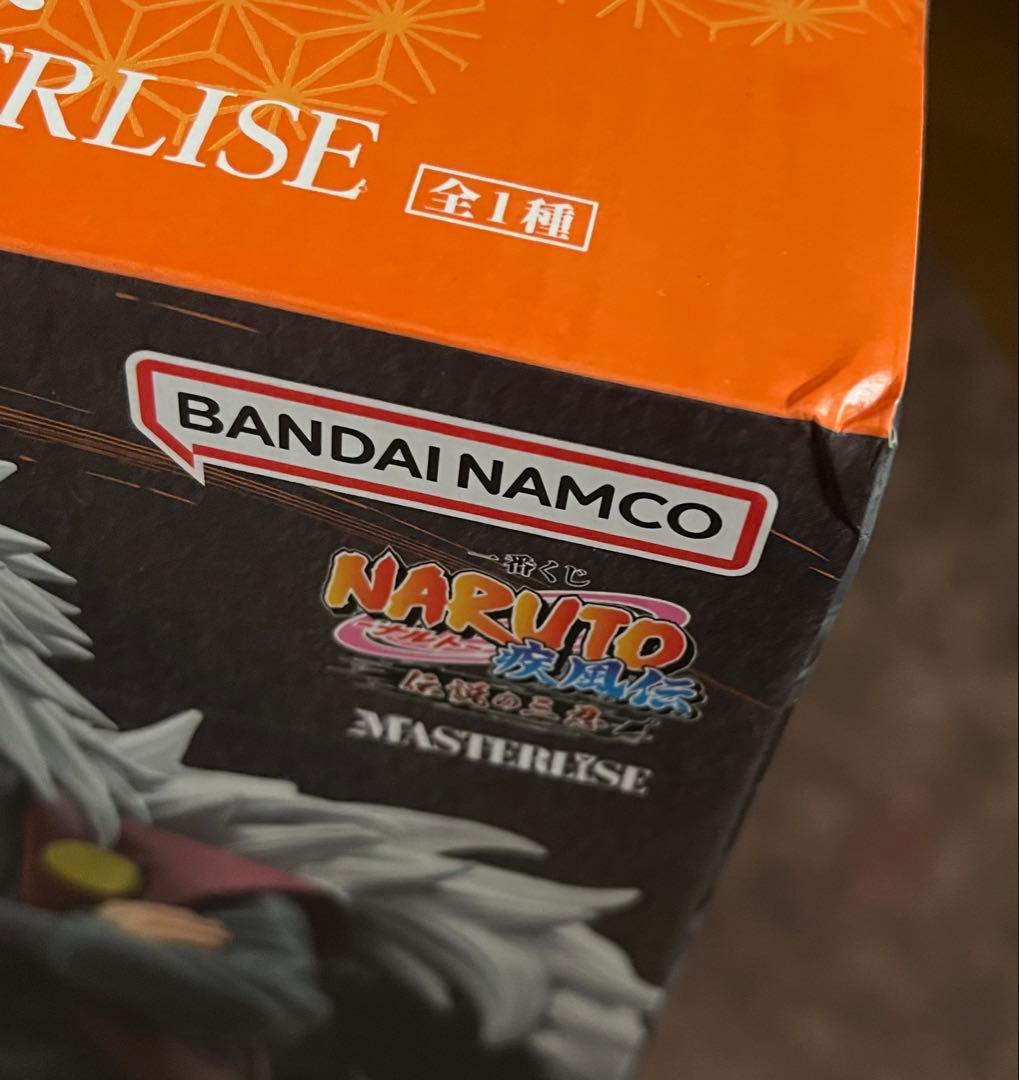 ERLISE 全1種
BANDAI NAMCO
一番くじ
NARUTO
ナルト
疾風伝
伝説の三忍
MASTERLISE